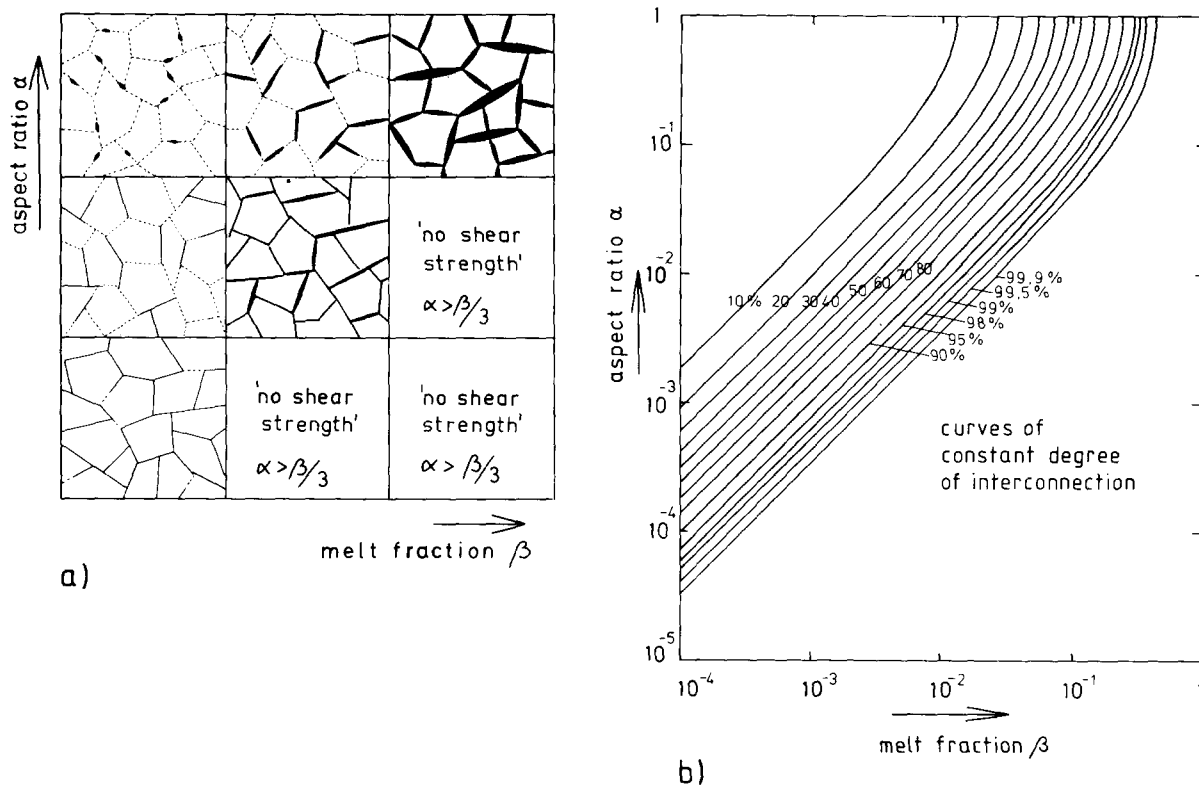 aspect ratio α
'no shear
strength'
α>β/3
'no shear
strength'
α>β/3
'no shear
strength'
α>β/3
melt fraction β
a)
1
10⁻¹
10⁻²
10⁻³
10⁻⁴
10⁻⁵
aspect ratio α
10% 20 30 40 50 60 70 80
99.9%
99.5%
99%
98%
95%
90%
curves of
constant degree
of interconnection
10⁻⁴ 10⁻³ 10⁻² 10⁻¹ 1
melt fraction β
b)